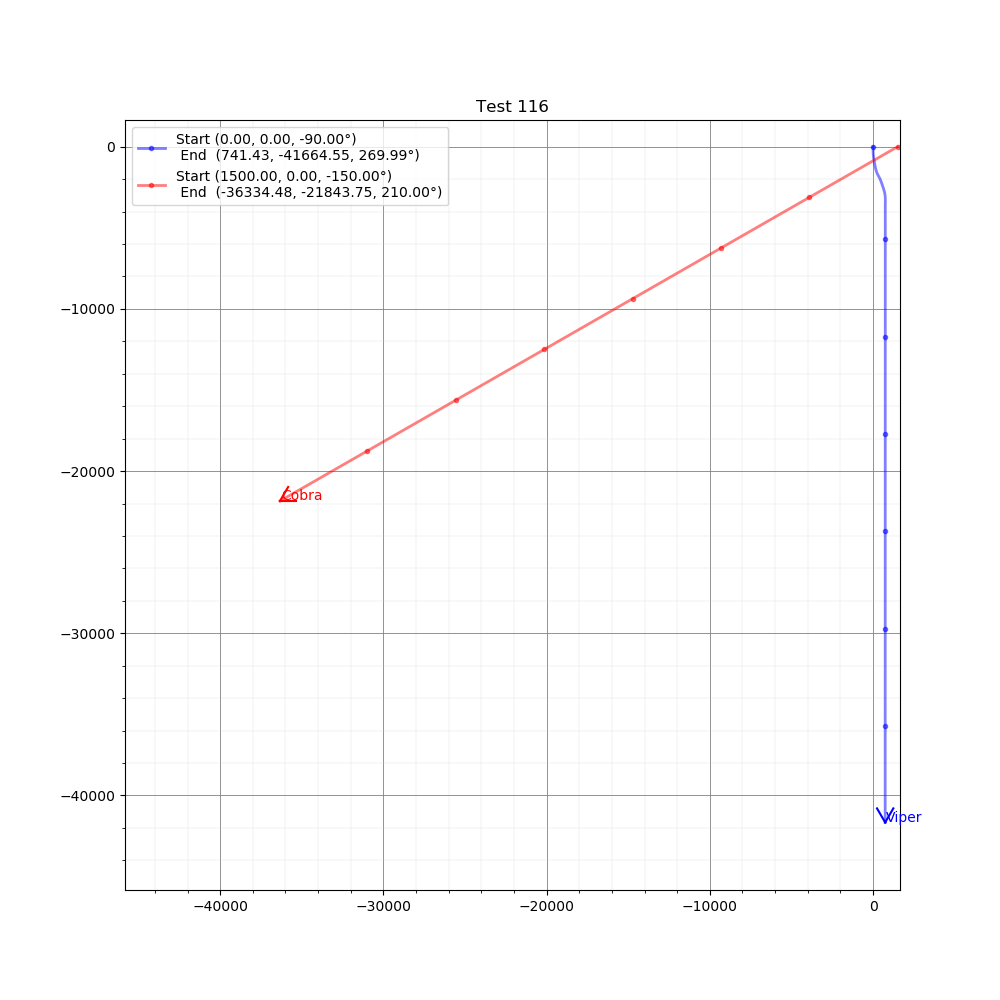 Test 116
Start (0.00, 0.00, -90.00°)
End  (741.43, -41664.55, 269.99°)
Start (1500.00, 0.00, -150.00°)
End  (-36334.48, -21843.75, 210.00°)
0
−10000
−20000
−30000
−40000
Cobra
Viper
−40000
−30000
−20000
−10000
0